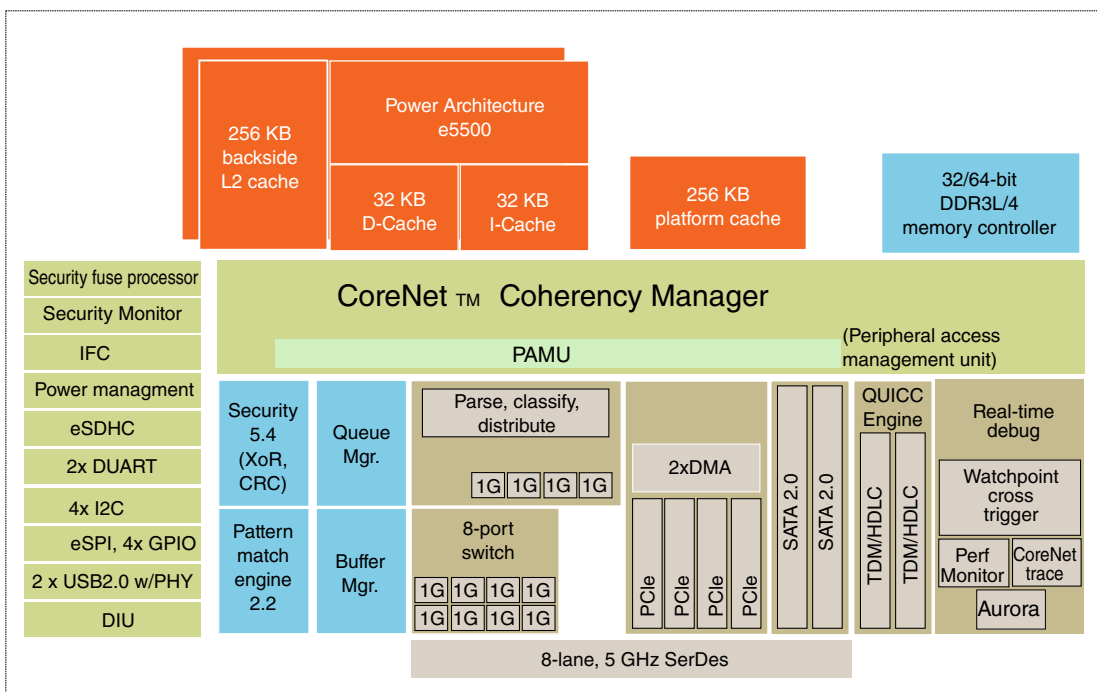 256 KB
backside
L2 cache
Power Architecture
e5500
32 KB
D-Cache
32 KB
I-Cache
256 KB
platform cache
32/64-bit
DDR3L/4
memory controller
Security fuse processor
Security Monitor
IFC
Power managment
eSDHC
2x DUART
4x I2C
eSPI, 4x GPIO
2 x USB2.0 w/PHY
DIU
CoreNet TM Coherency Manager
PAMU
(Peripheral access
management unit)
Security
5.4
(XoR,
CRC)
Queue
Mgr.
Parse, classify,
distribute
1G 1G 1G 1G
Pattern
match
engine
2.2
Buffer
Mgr.
8-port
switch
1G 1G 1G 1G
1G 1G 1G 1G
2xDMA
PCIe
PCIe
PCIe
PCIe
SATA 2.0
SATA 2.0
QUICC
Engine
TDM/HDLC
TDM/HDLC
Real-time
debug
Watchpoint
cross
trigger
Perf
Monitor
CoreNet
trace
Aurora
8-lane, 5 GHz SerDes